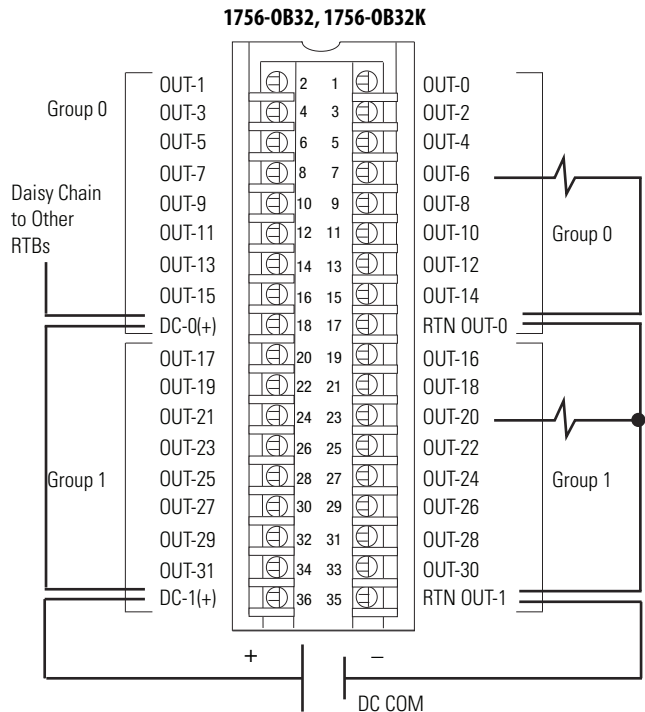 1756-OB32, 1756-OB32K
Group 0
Daisy Chain
to Other
RTBs
OUT-1 2 1 OUT-0
OUT-3 4 3 OUT-2
OUT-5 6 5 OUT-4
OUT-7 8 7 OUT-6
OUT-9 10 9 OUT-8
OUT-11 12 11 OUT-10
Group 0
OUT-13 14 13 OUT-12
OUT-15 16 15 OUT-14
DC-0(+) 18 17 RTN OUT-0
OUT-17 20 19 OUT-16
OUT-19 22 21 OUT-18
OUT-21 24 23 OUT-20
OUT-23 26 25 OUT-22
Group 1 OUT-25 28 27 OUT-24 Group 1
OUT-27 30 29 OUT-26
OUT-29 32 31 OUT-28
OUT-31 34 33 OUT-30
DC-1(+) 36 35 RTN OUT-1
+ –
DC COM